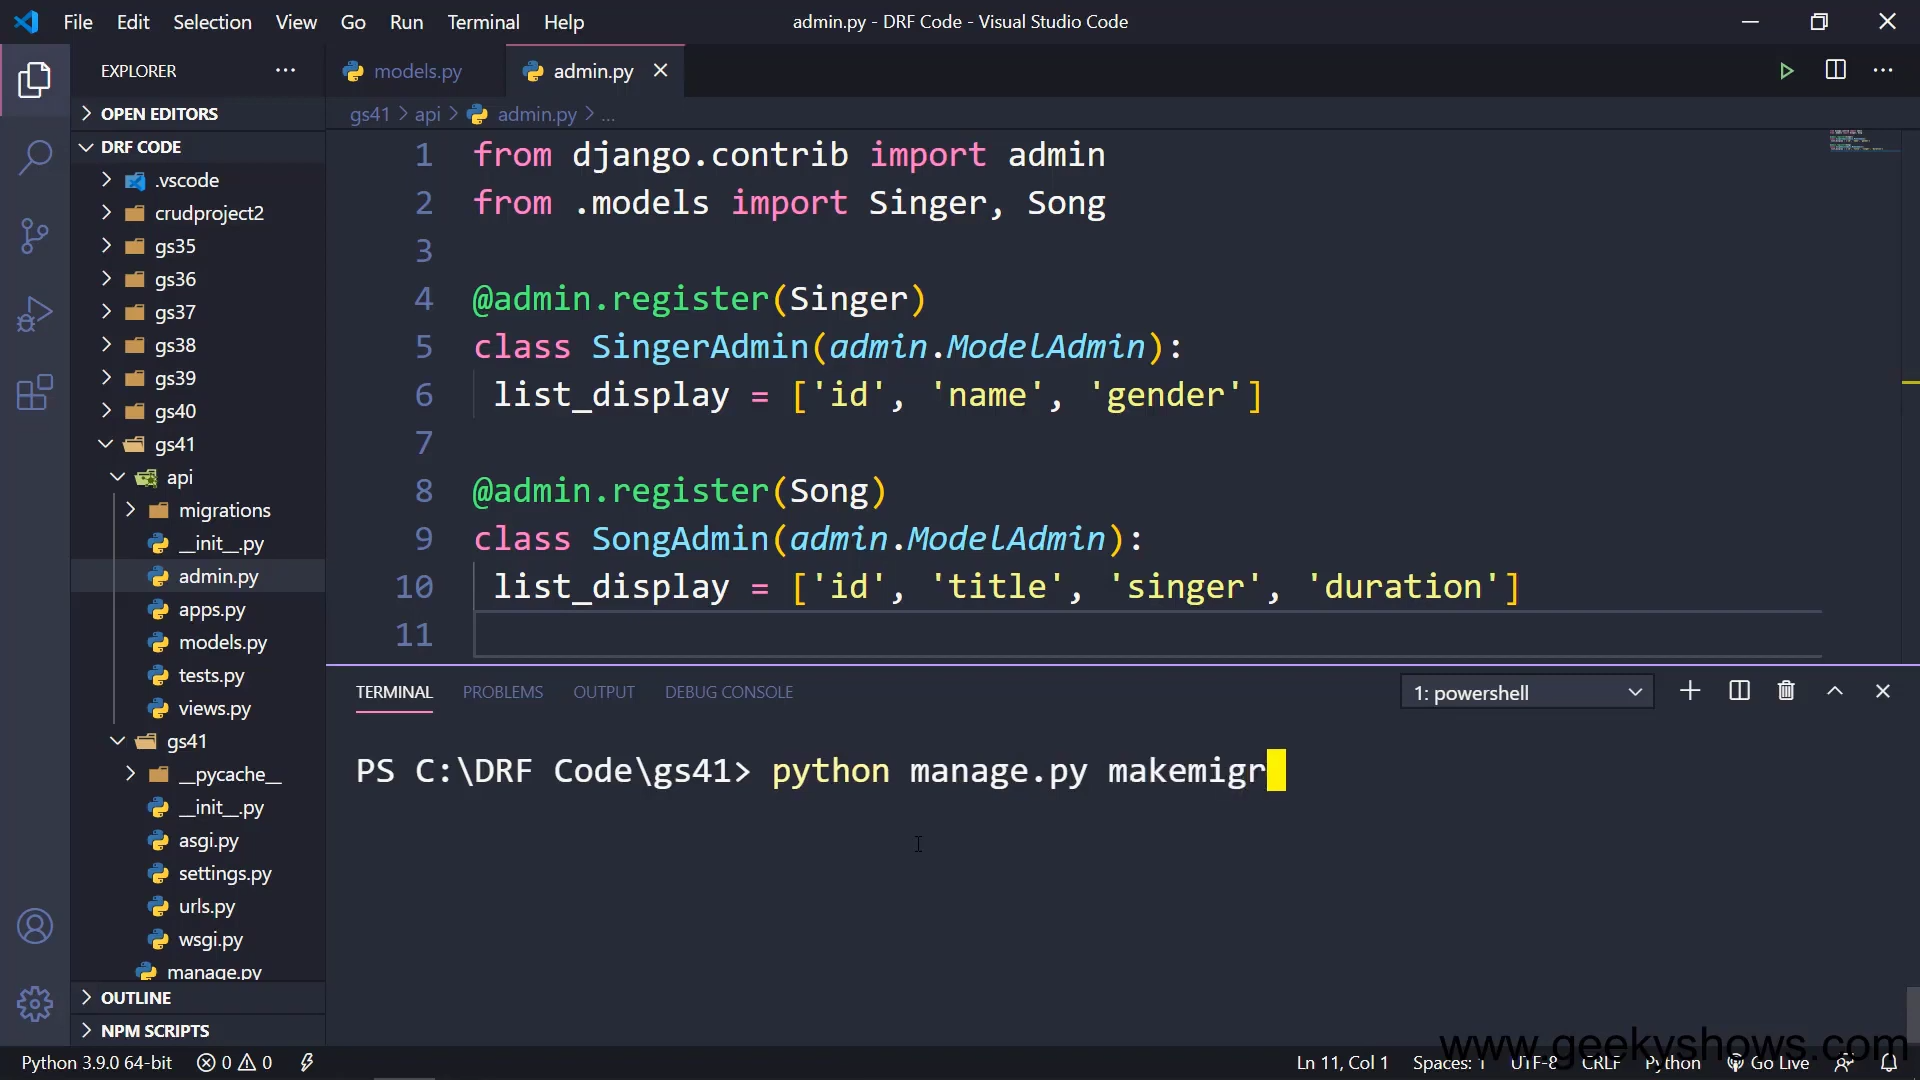 File Edit Selection View Go Run Terminal Help
admin.py - DRF Code - Visual Studio Code
EXPLORER
models.py
admin.py
OPEN EDITORS
gs41 > api > admin.py > ...
DRF CODE
.vscode
crudproject2
gs35
gs36
gs37
gs38
gs39
gs40
gs41
api
migrations
__init__.py
admin.py
apps.py
models.py
tests.py
views.py
gs41
__pycache__
__init__.py
asgi.py
settings.py
urls.py
wsgi.py
manage.py
OUTLINE
NPM SCRIPTS
1 from django.contrib import admin
2 from .models import Singer, Song
3
4 @admin.register(Singer)
5 class SingerAdmin(admin.ModelAdmin):
6 list_display = ['id', 'name', 'gender']
7
8 @admin.register(Song)
9 class SongAdmin(admin.ModelAdmin):
10 list_display = ['id', 'title', 'singer', 'duration']
11
TERMINAL PROBLEMS OUTPUT DEBUG CONSOLE
1: powershell
PS C:\DRF Code\gs41> python manage.py makemigr
www.geekyshows.com
Python 3.9.0 64-bit 0 0
Ln 11, Col 1 Spaces: 1 UTF-8 CRLF Python Go Live